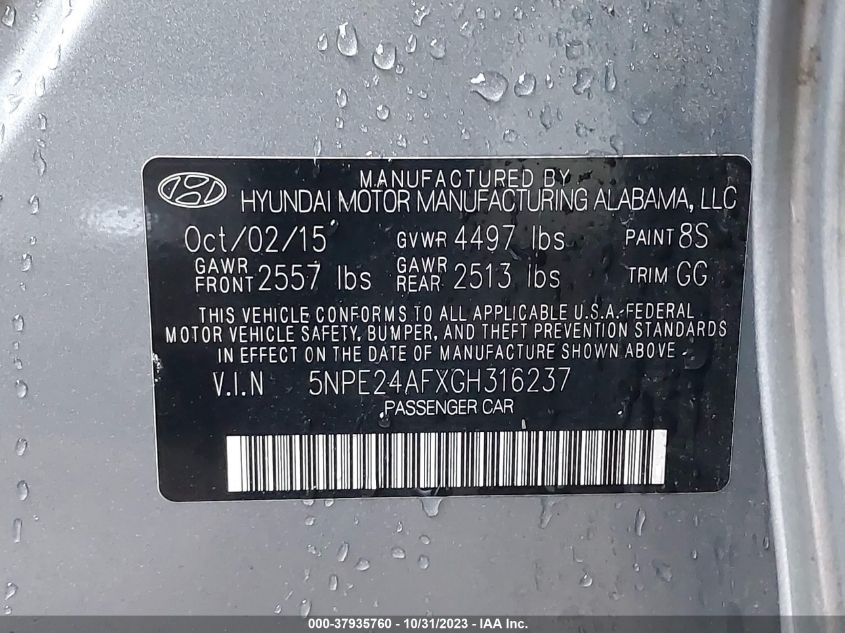 MANUFACTURED BY
HYUNDAI MOTOR MANUFACTURING ALABAMA, LLC
Oct/02/15 GVWR 4497 lbs PAINT 8S
GAWR FRONT 2557 lbs GAWR REAR 2513 lbs TRIM GG
THIS VEHICLE CONFORMS TO ALL APPLICABLE U.S.A. FEDERAL
MOTOR VEHICLE SAFETY, BUMPER, AND THEFT PREVENTION STANDARDS
IN EFFECT ON THE DATE OF MANUFACTURE SHOWN ABOVE.
V.I.N 5NPE24AFXGH316237
PASSENGER CAR
000-37935760 - 10/31/2023 - IAA Inc.